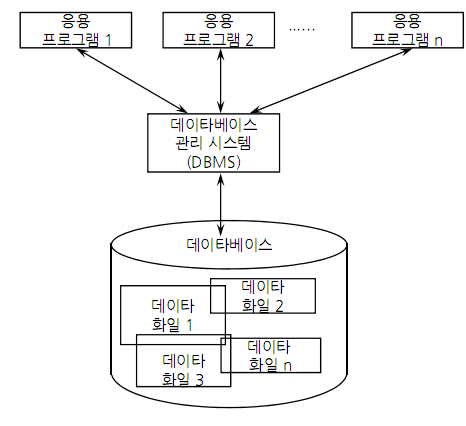 응용
프로그램 1
응용
프로그램 2
......
응용
프로그램 n
데이타베이스
관리 시스템
(DBMS)
데이타베이스
데이타
화일 1
데이타
화일 2
데이타
화일 3
데이타
화일 n